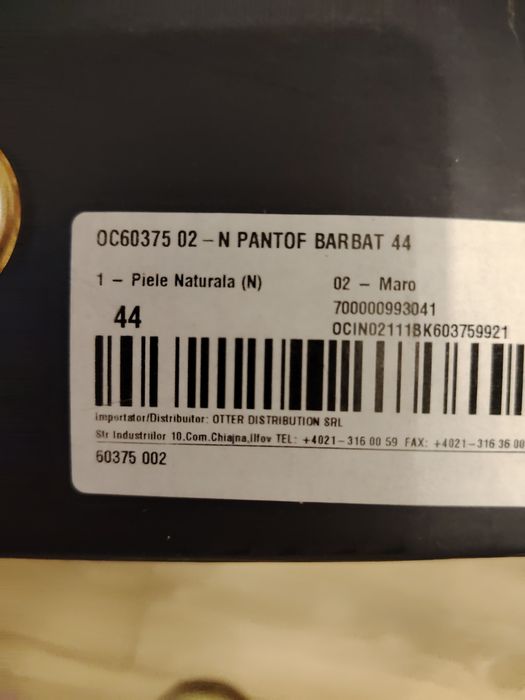 OC60375 02 - N PANTOF BARBAT 44
1 - Piele Naturala (N)
02 - Maro
700000993041
44
OCIN02111BK603759921
Importator/Distribuitor: OTTER DISTRIBUTION SRL
Str Industriilor 10,Com.Chiajna,Ilfov TEL: +4021-316 00 59 FAX: +4021-316 36 00
60375 002